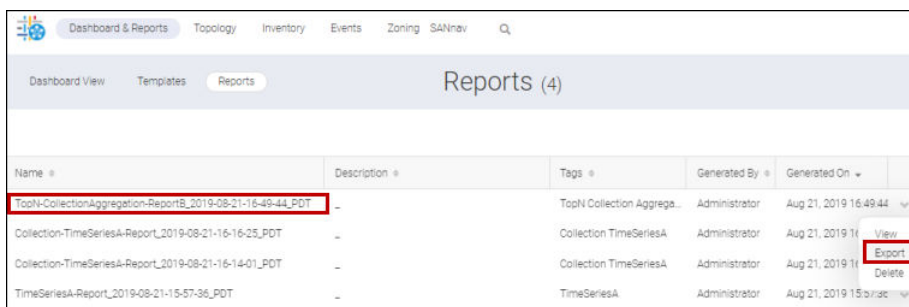 Dashboard & Reports Topology Inventory Events Zoning SANnav
Dashboard View Templates Reports Reports (4)
Name Description Tags Generated By Generated On
TopN-CollectionAggregation-ReportB_2019-08-21-16-49-44_PDT – TopN Collection Aggrega... Administrator Aug 21, 2019 16:49:44
Collection-TimeSeriesA-Report_2019-08-21-16-16-25_PDT – Collection TimeSeriesA Administrator Aug 21, 2019 16 View
Export
Collection-TimeSeriesA-Report_2019-08-21-16-14-01_PDT – Collection TimeSeriesA Administrator Aug 21, 2019 16 Delete
TimeSeriesA-Report_2019-08-21-15-57-36_PDT – TimeSeriesA Administrator Aug 21, 2019 15:57:36